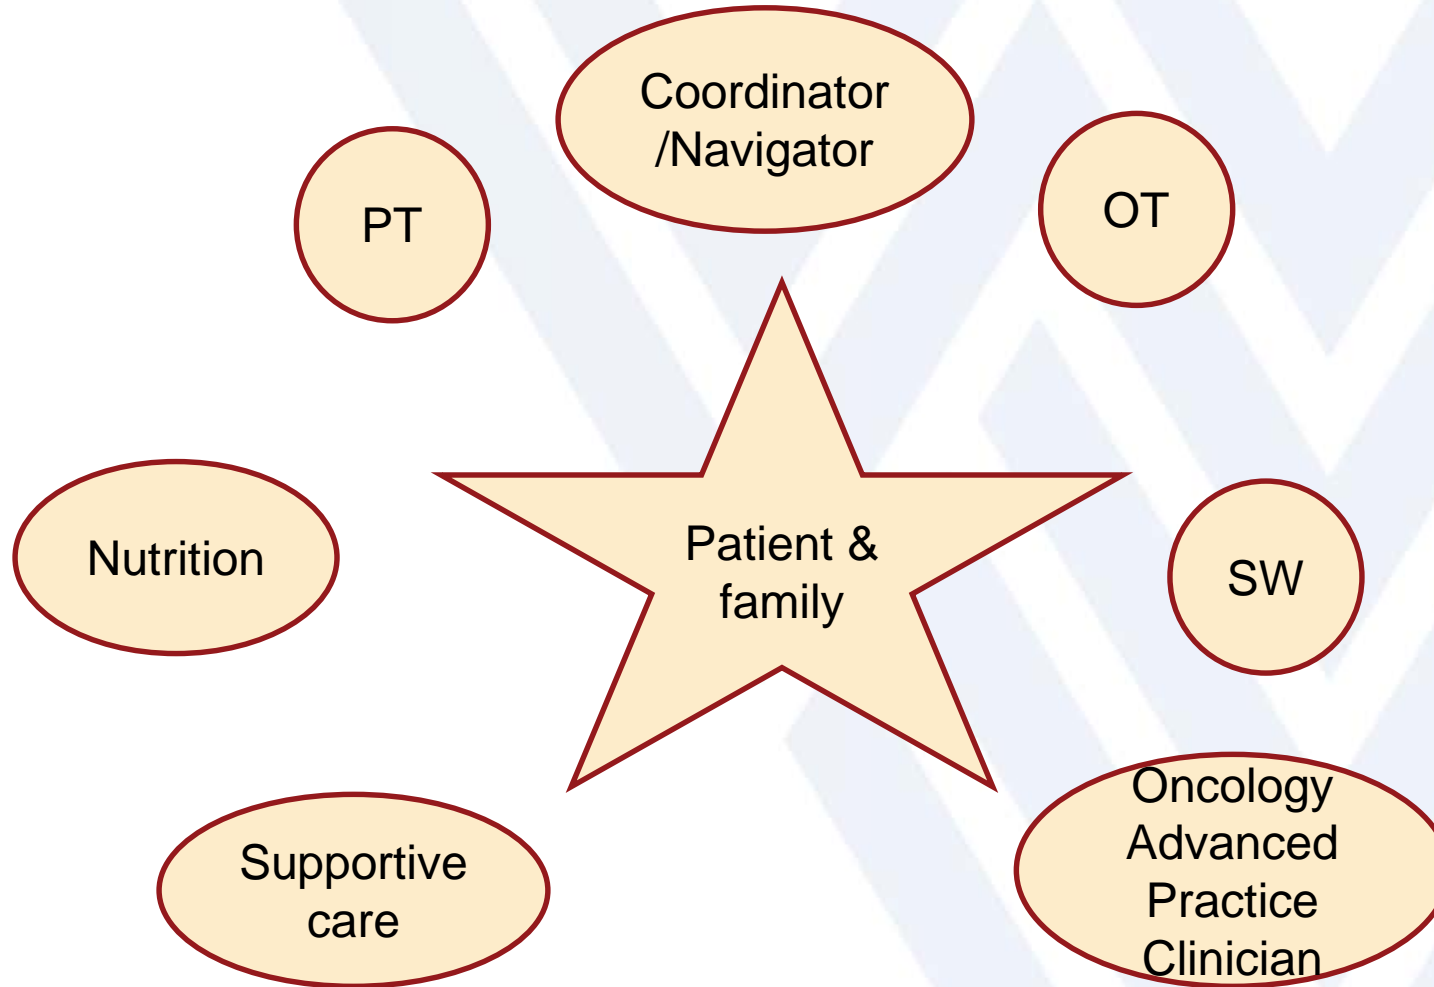 Coordinator
/Navigator
PT
OT
Nutrition
Patient &
family
SW
Supportive
care
Oncology
Advanced
Practice
Clinician